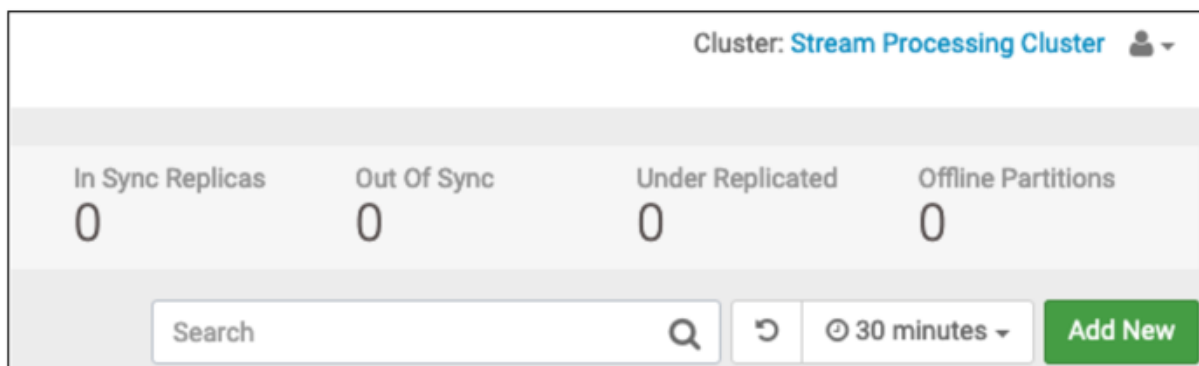 Cluster: Stream Processing Cluster
In Sync Replicas Out Of Sync Under Replicated Offline Partitions
0 0 0 0
Search 30 minutes Add New